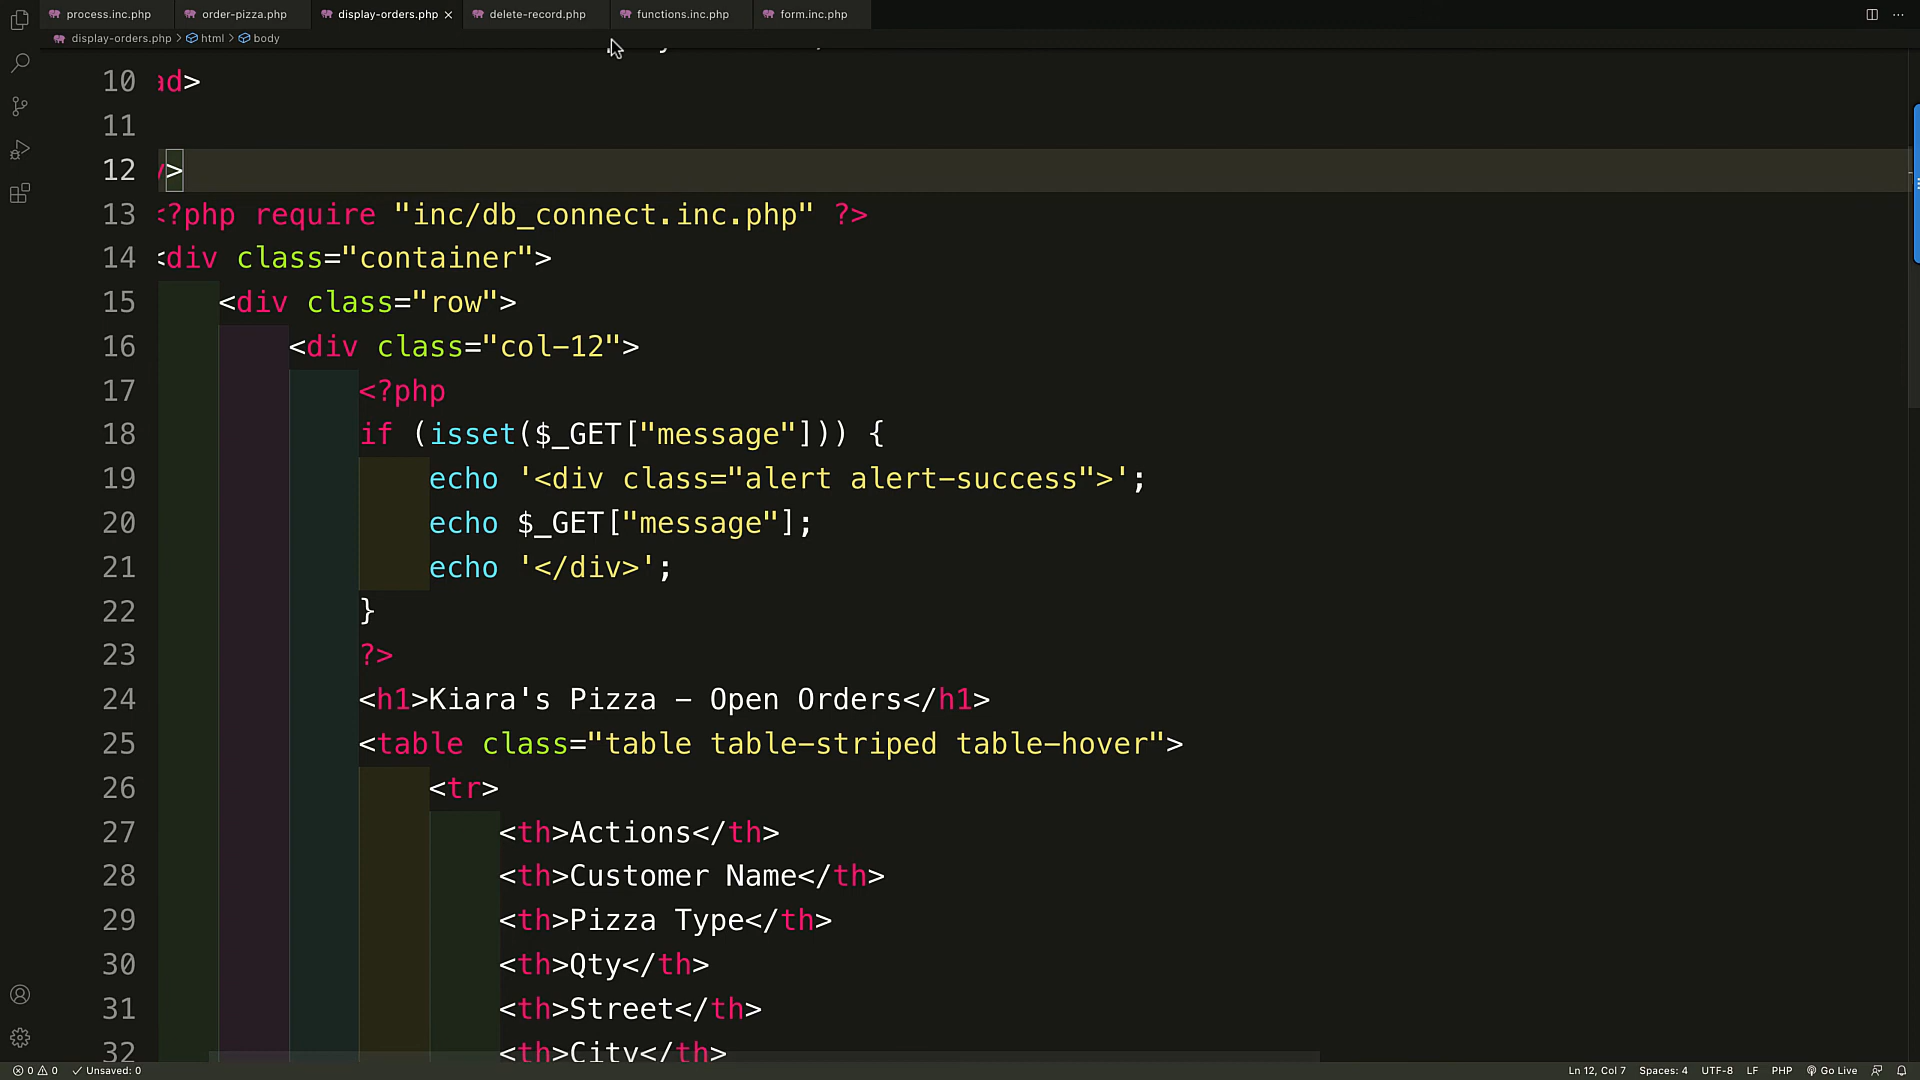 process.inc.php order-pizza.php display-orders.php delete-record.php functions.inc.php form.inc.php
display-orders.php > html > body
10 ad>
11
12 >
13 <?php require "inc/db_connect.inc.php" ?>
14 <div class="container">
15 <div class="row">
16 <div class="col-12">
17 <?php
18 if (isset($_GET["message"])) {
19 echo '<div class="alert alert-success">';
20 echo $_GET["message"];
21 echo '</div>';
22 }
23 ?>
24 <h1>Kiara's Pizza - Open Orders</h1>
25 <table class="table table-striped table-hover">
26 <tr>
27 <th>Actions</th>
28 <th>Customer Name</th>
29 <th>Pizza Type</th>
30 <th>Qty</th>
31 <th>Street</th>
32 <th>City</th>
0 0 Unsaved: 0 Ln 12, Col 7 Spaces: 4 UTF-8 LF PHP Go Live